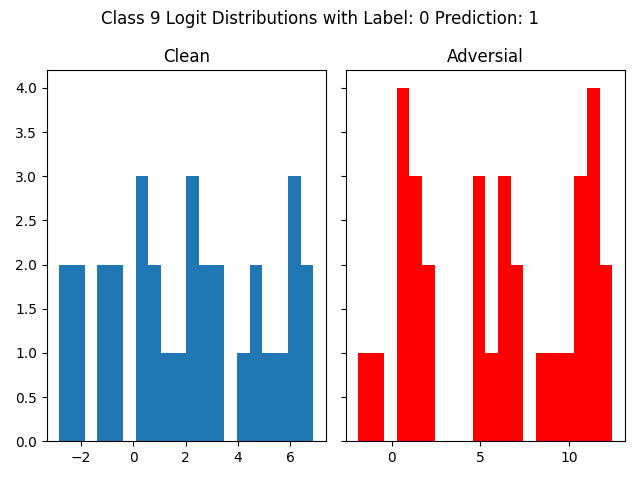 Class 9 Logit Distributions with Label: 0 Prediction: 1
Clean
Adversial
4.0
3.5
3.0
2.5
2.0
1.5
1.0
0.5
0.0
−2 0 2 4 6
0 5 10